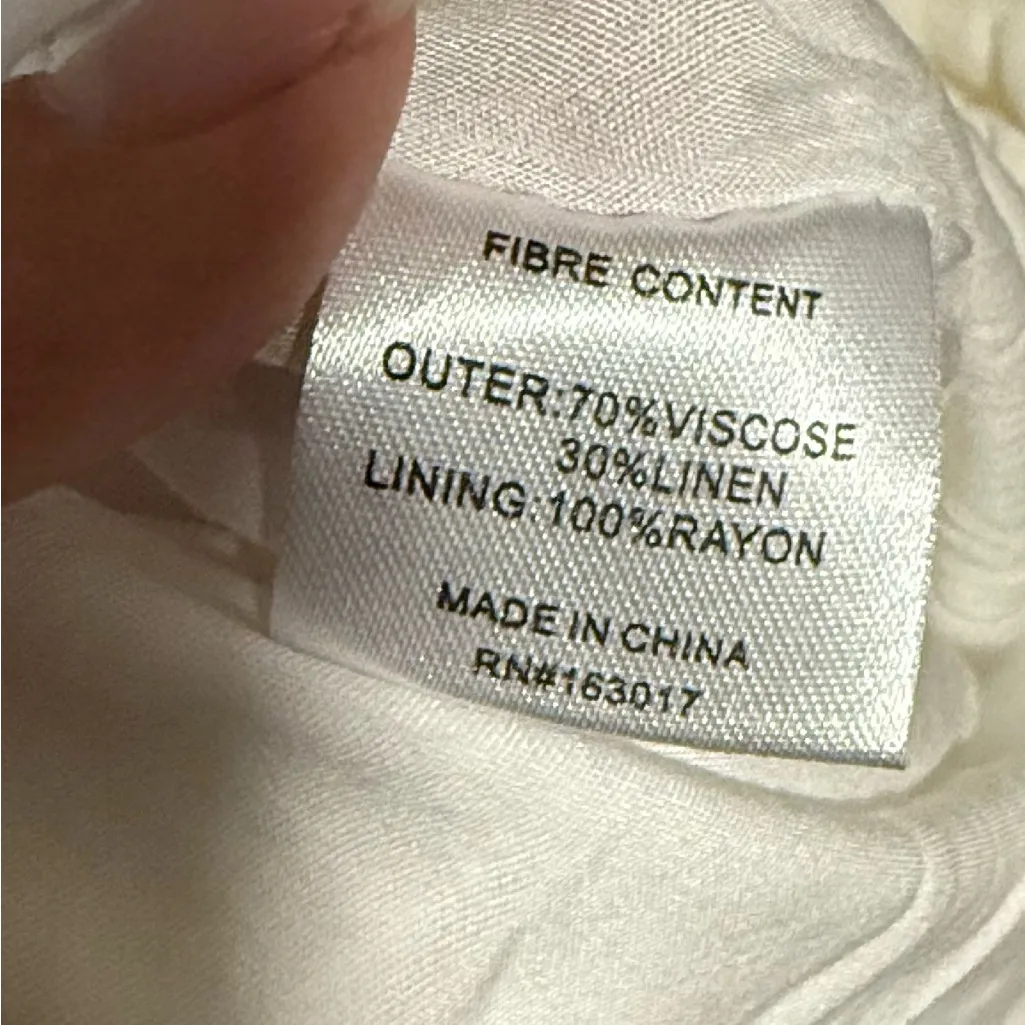 FIBRE CONTENT
OUTER:70%VISCOSE
30%LINEN
LINING:100%RAYON
MADE IN CHINA
RN#163017